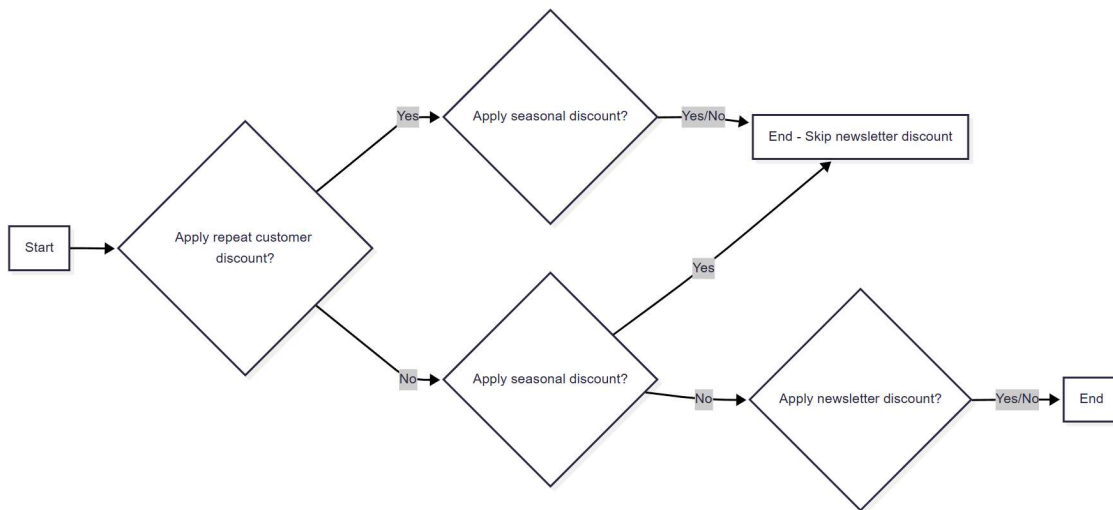 Start
Apply repeat customer
discount?
Yes
Apply seasonal discount?
Yes/No
End - Skip newsletter discount
No
Apply seasonal discount?
Yes
No
Apply newsletter discount?
Yes/No
End